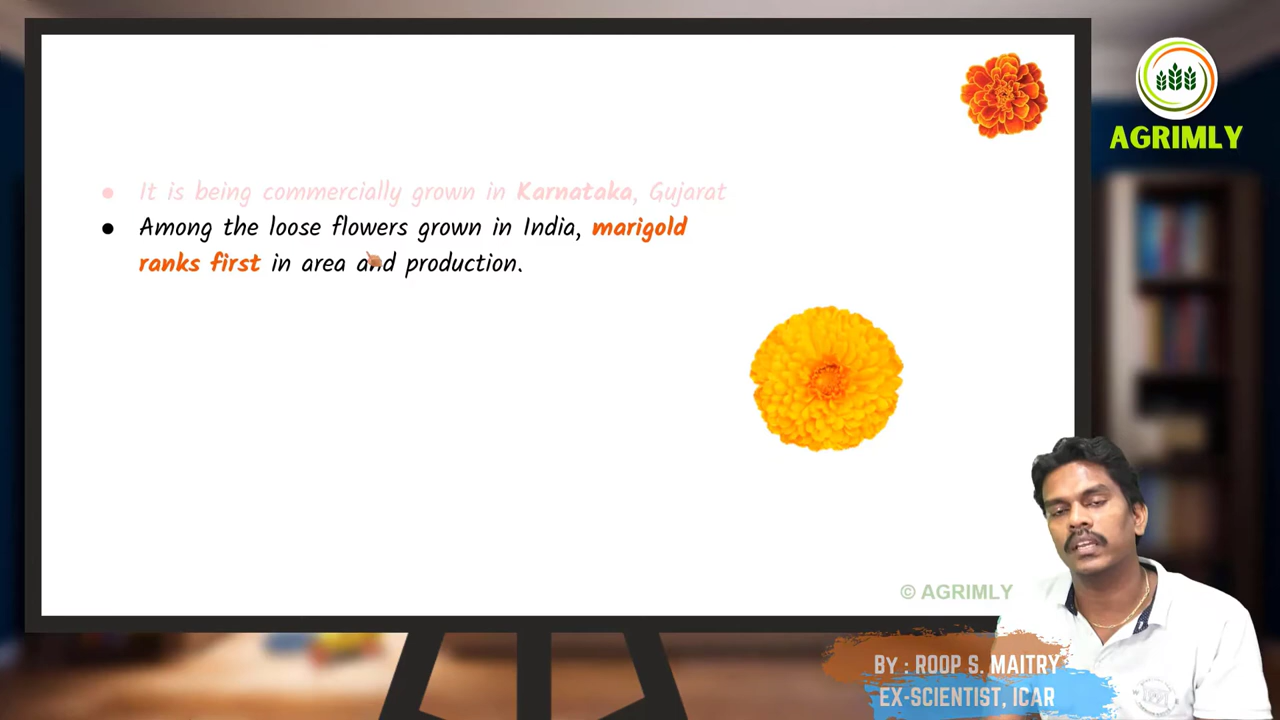 AGRIMLY
It is being commercially grown in Karnataka, Gujarat
Among the loose flowers grown in India, marigold
ranks first in area and production.
© AGRIMLY
BY : ROOP S. MAITRY
EX-SCIENTIST, ICAR